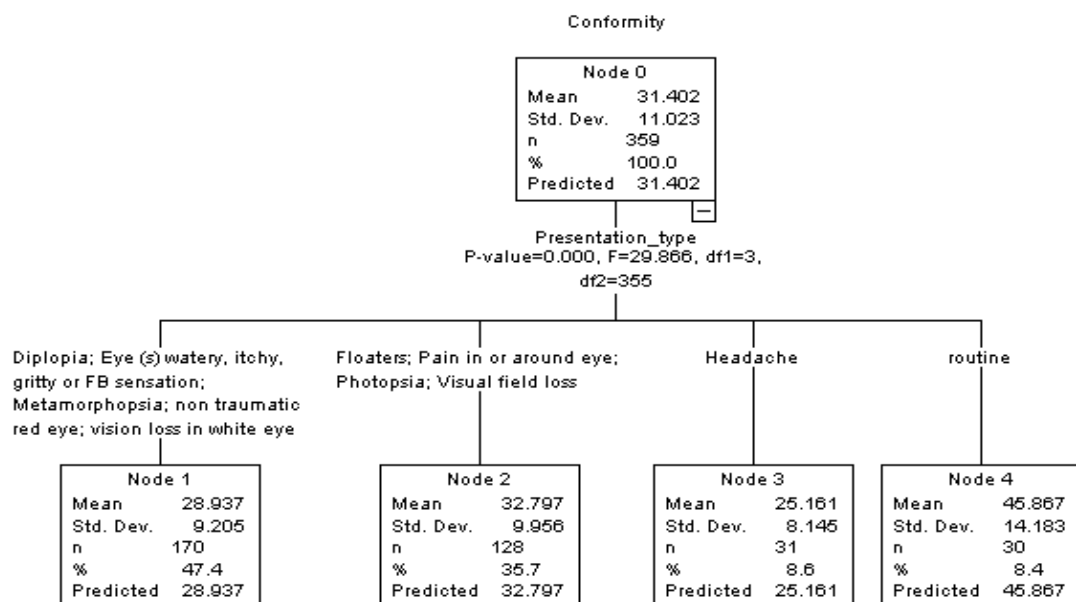 Conformity
Node 0
Mean 31.402
Std. Dev. 11.023
n 359
% 100.0
Predicted 31.402
Presentation_type
P-value=0.000, F=29.866, df1=3,
df2=355
Diplopia; Eye (s) watery, itchy,
gritty or FB sensation;
Metamorphopsia; non traumatic
red eye; vision loss in white eye
Floaters; Pain in or around eye;
Photopsia; Visual field loss
Headache
routine
Node 1
Mean 28.937
Std. Dev. 9.205
n 170
% 47.4
Predicted 28.937
Node 2
Mean 32.797
Std. Dev. 9.956
n 128
% 35.7
Predicted 32.797
Node 3
Mean 25.161
Std. Dev. 8.145
n 31
% 8.6
Predicted 25.161
Node 4
Mean 45.867
Std. Dev. 14.183
n 30
% 8.4
Predicted 45.867